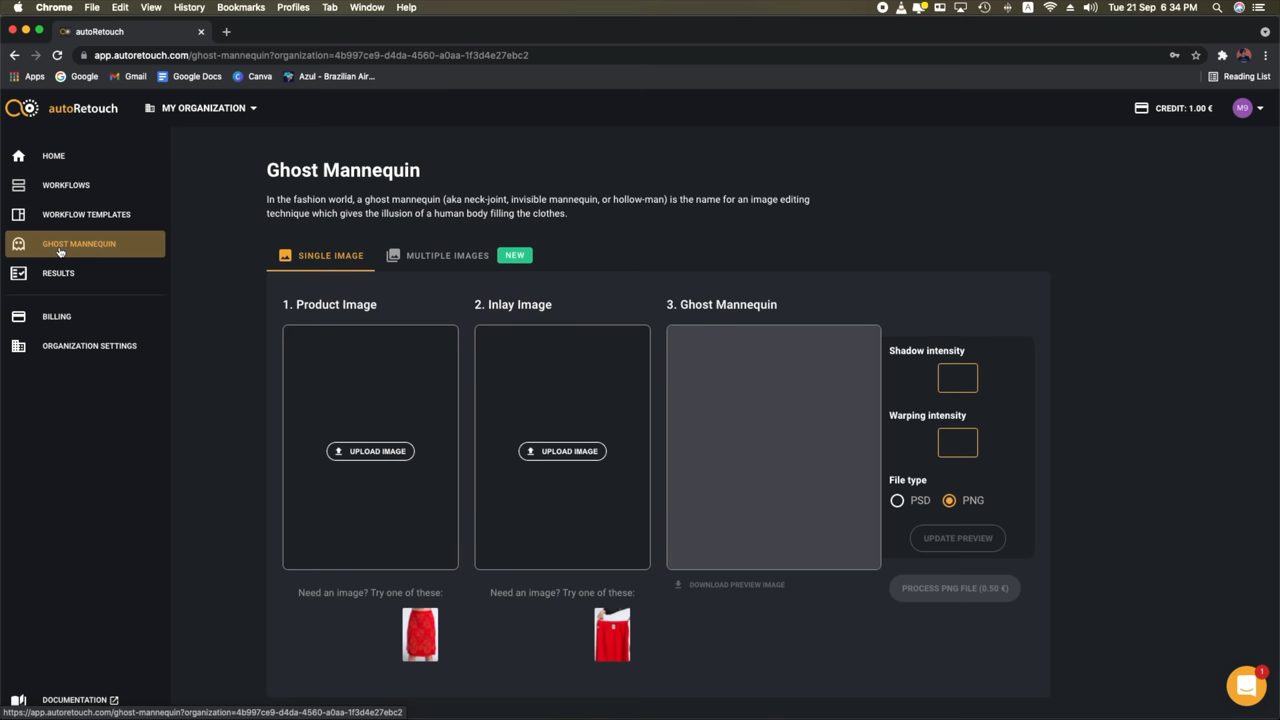 Chrome File Edit View History Bookmarks Profiles Tab Window Help
A
Tue 21 Sep 6:34 PM
autoRetouch
app.autoretouch.com/ghost-mannequin?organization=4b997ce9-d4da-4560-a0aa-1f3d4e27ebc2
Apps Google Gmail Google Docs Canva Azul - Brazilian Air...
Reading List
autoRetouch
MY ORGANIZATION
CREDIT: 1.00 €
M9
HOME
WORKFLOWS
WORKFLOW TEMPLATES
GHOST MANNEQUIN
RESULTS
BILLING
ORGANIZATION SETTINGS
DOCUMENTATION
Ghost Mannequin
In the fashion world, a ghost mannequin (aka neck-joint, invisible mannequin, or hollow-man) is the name for an image editing
technique which gives the illusion of a human body filling the clothes.
SINGLE IMAGE
MULTIPLE IMAGES NEW
1. Product Image
UPLOAD IMAGE
Need an image? Try one of these:
2. Inlay Image
UPLOAD IMAGE
Need an image? Try one of these:
3. Ghost Mannequin
DOWNLOAD PREVIEW IMAGE
Shadow intensity
Warping intensity
File type
PSD PNG
UPDATE PREVIEW
PROCESS PNG FILE (0.50 €)
1
https://app.autoretouch.com/ghost-mannequin?organization=4b997ce9-d4da-4560-a0aa-1f3d4e27ebc2